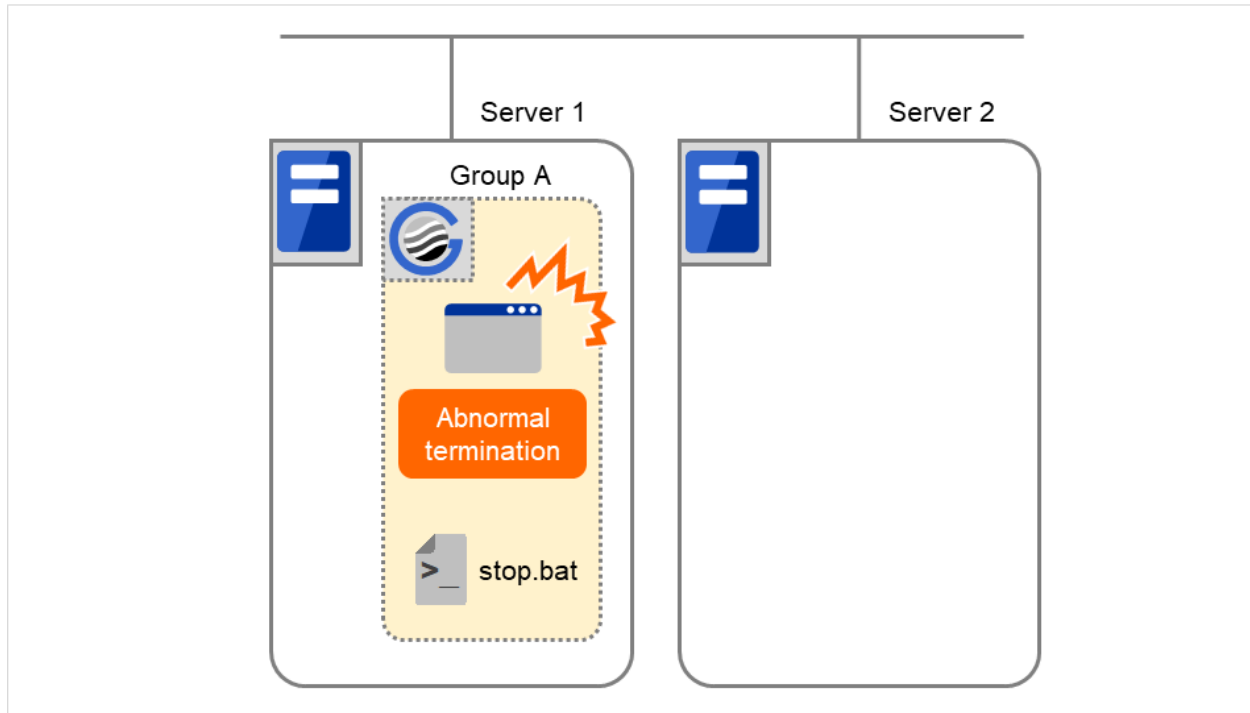 Server 1
Server 2
Group A
Abnormal
termination
>_ stop.bat